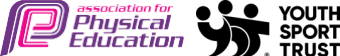 association for
Physical
Education
YOUTH
SPORT
TRUST